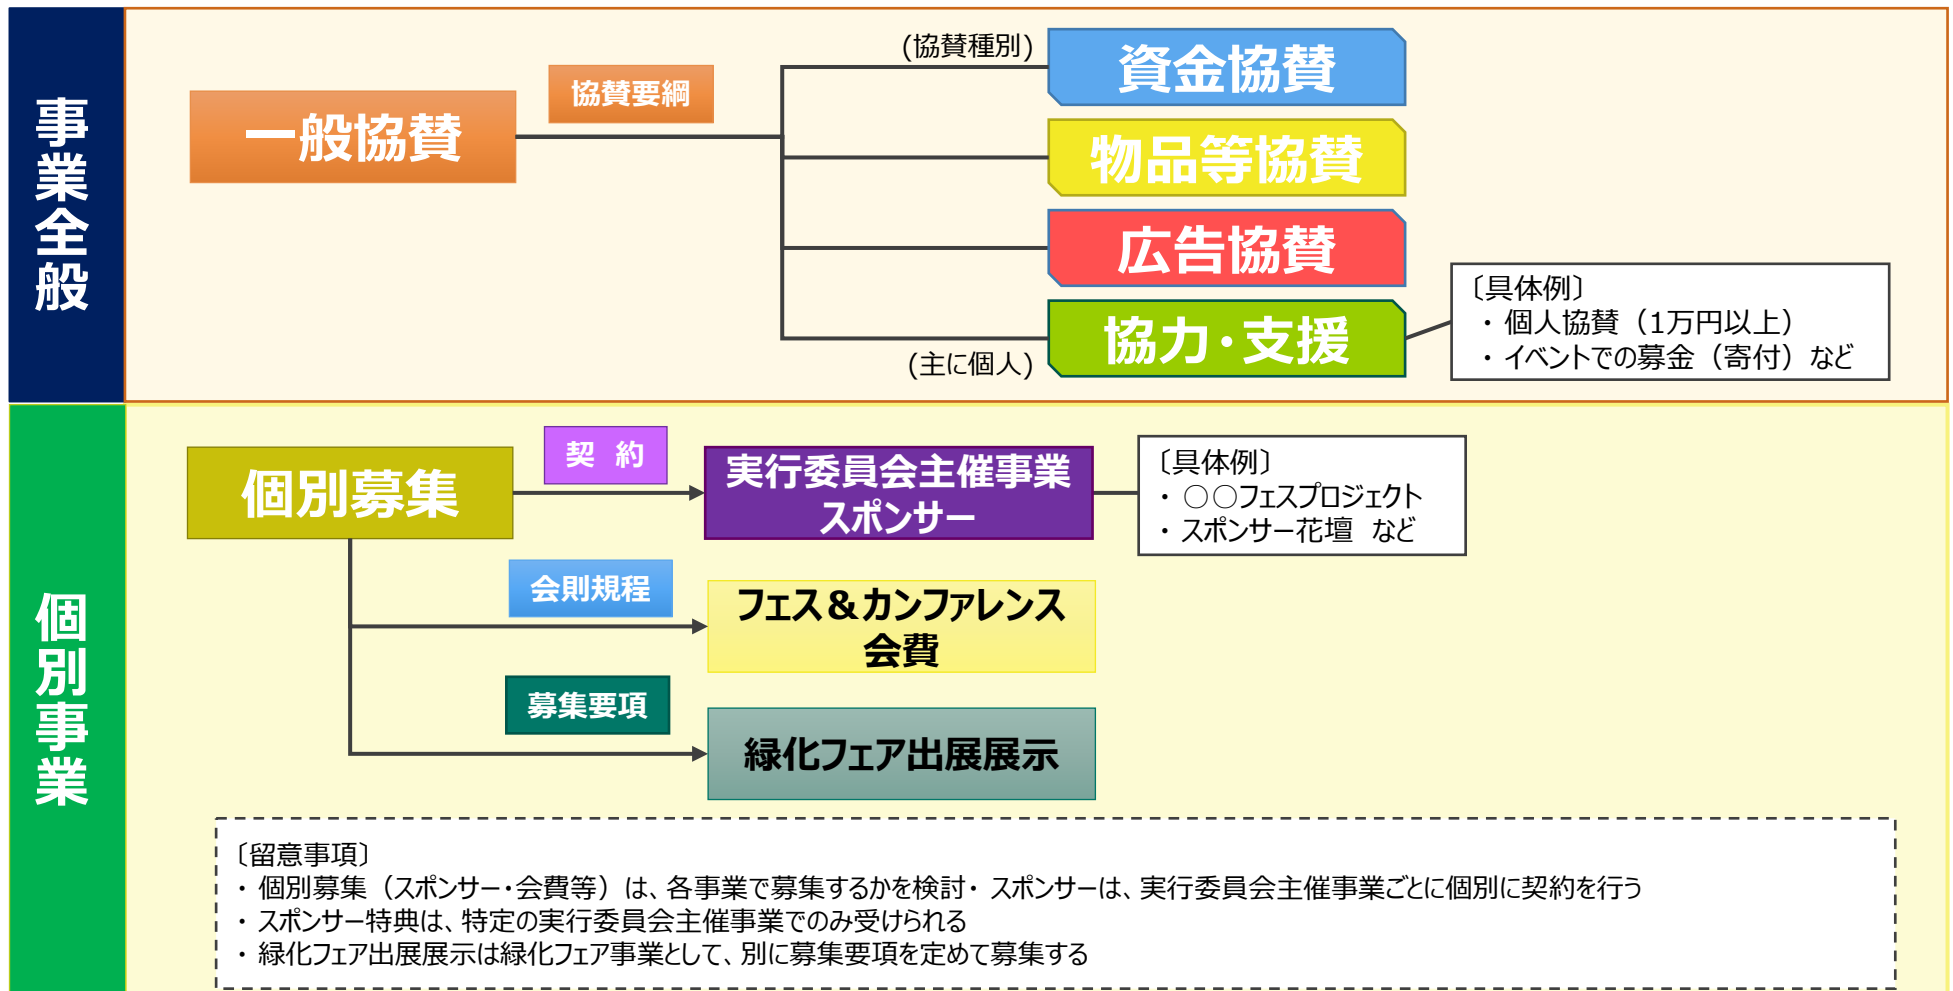 事業全般
一般協賛
協賛要綱
(協賛種別)
資金協賛
物品等協賛
広告協賛
(主に個人)
協力・支援
〔具体例〕
・個人協賛（1万円以上）
・イベントでの募金（寄付）など
個別事業
個別募集
契　約
実行委員会主催事業
スポンサー
〔具体例〕
・〇〇フェスプロジェクト
・スポンサー花壇　など
会則規程
フェス＆カンファレンス
会費
募集要項
緑化フェア出展展示
〔留意事項〕
・個別募集（スポンサー・会費等）は、各事業で募集するかを検討・ スポンサーは、実行委員会主催事業ごとに個別に契約を行う
・スポンサー特典は、特定の実行委員会主催事業でのみ受けられる
・緑化フェア出展展示は緑化フェア事業として、別に募集要項を定めて募集する